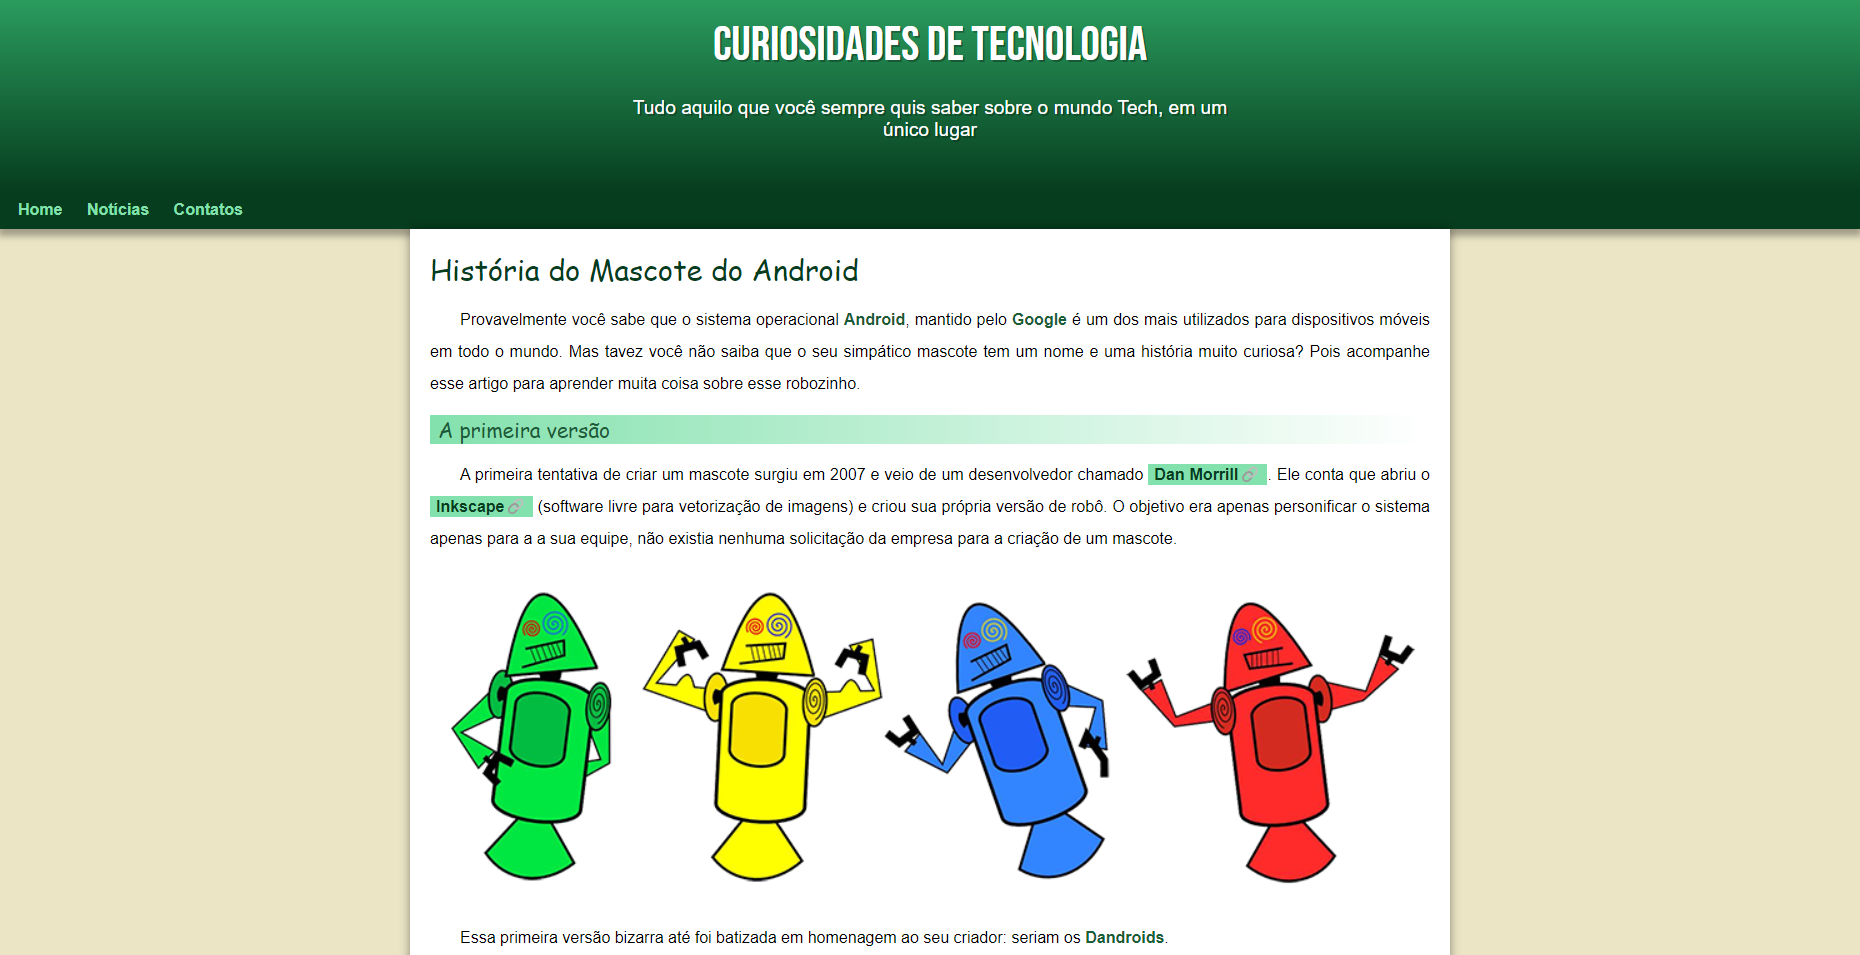 CURIOSIDADES DE TECNOLOGIA
Tudo aquilo que você sempre quis saber sobre o mundo Tech, em um
único lugar
Home Notícias Contatos
História do Mascote do Android
Provavelmente você sabe que o sistema operacional Android, mantido pelo Google é um dos mais utilizados para dispositivos móveis
em todo o mundo. Mas tavez você não saiba que o seu simpático mascote tem um nome e uma história muito curiosa? Pois acompanhe
esse artigo para aprender muita coisa sobre esse robozinho.
A primeira versão
A primeira tentativa de criar um mascote surgiu em 2007 e veio de um desenvolvedor chamado Dan Morrill. Ele conta que abriu o
Inkscape (software livre para vetorização de imagens) e criou sua própria versão de robô. O objetivo era apenas personificar o sistema
apenas para a a sua equipe, não existia nenhuma solicitação da empresa para a criação de um mascote.
Essa primeira versão bizarra até foi batizada em homenagem ao seu criador: seriam os Dandroids.